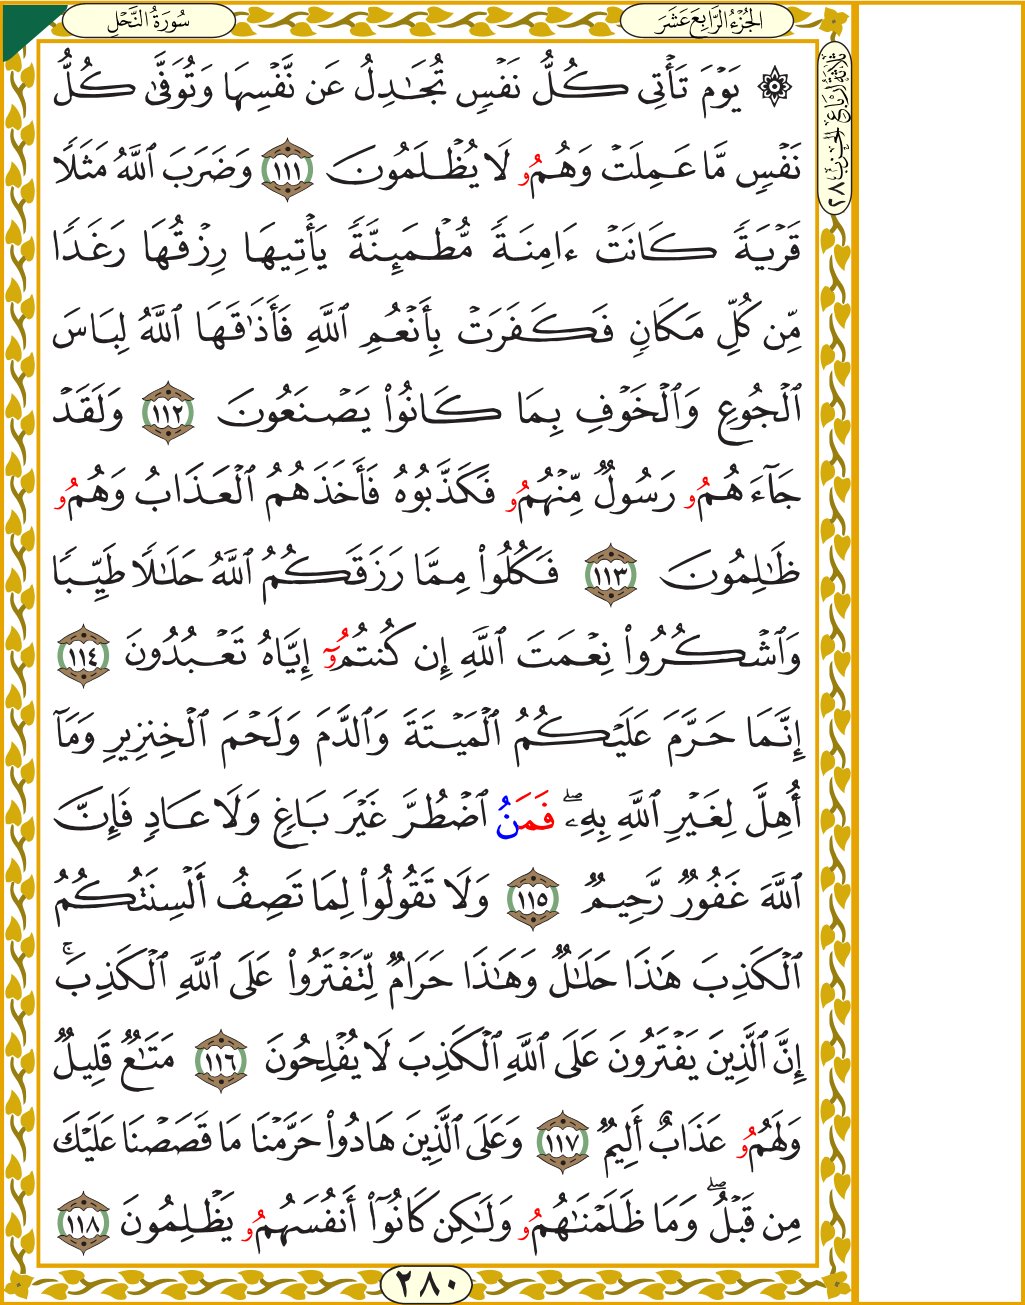 سُورَةُ النَّحْلِ
الجُزْءُ الرَّابِعَ عَشَرَ
ثَلَاثَةُ أَرْبَاعِ الحِزْبِ ٢٨
۞ يَوْمَ تَأْتِى كُلُّ نَفْسٍ تُجَٰدِلُ عَن نَّفْسِهَا وَتُوَفَّىٰ كُلُّ
نَفْسٍ مَّا عَمِلَتْ وَهُمُۥ لَا يُظْلَمُونَ ١١١ وَضَرَبَ ٱللَّهُ مَثَلًا
قَرْيَةً كَانَتْ ءَامِنَةً مُّطْمَئِنَّةً يَأْتِيهَا رِزْقُهَا رَغَدًا
مِّن كُلِّ مَكَانٍ فَكَفَرَتْ بِأَنْعُمِ ٱللَّهِ فَأَذَٰقَهَا ٱللَّهُ لِبَاسَ
ٱلْجُوعِ وَٱلْخَوْفِ بِمَا كَانُوا۟ يَصْنَعُونَ ١١٢ وَلَقَدْ
جَآءَهُمُۥ رَسُولٌ مِّنْهُمُۥ فَكَذَّبُوهُ فَأَخَذَهُمُ ٱلْعَذَابُ وَهُمُۥ
ظَٰلِمُونَ ١١٣ فَكُلُوا۟ مِمَّا رَزَقَكُمُ ٱللَّهُ حَلَٰلًا طَيِّبًا
وَٱشْكُرُوا۟ نِعْمَتَ ٱللَّهِ إِن كُنتُمُۥٓ إِيَّاهُ تَعْبُدُونَ ١١٤
إِنَّمَا حَرَّمَ عَلَيْكُمُ ٱلْمَيْتَةَ وَٱلدَّمَ وَلَحْمَ ٱلْخِنزِيرِ وَمَآ
أُهِلَّ لِغَيْرِ ٱللَّهِ بِهِۦۖ فَمَنُ ٱضْطُرَّ غَيْرَ بَاغٍ وَلَا عَادٍ فَإِنَّ
ٱللَّهَ غَفُورٌ رَّحِيمٌ ١١٥ وَلَا تَقُولُوا۟ لِمَا تَصِفُ أَلْسِنَتُكُمُ
ٱلْكَذِبَ هَٰذَا حَلَٰلٌ وَهَٰذَا حَرَامٌ لِّتَفْتَرُوا۟ عَلَى ٱللَّهِ ٱلْكَذِبَۚ
إِنَّ ٱلَّذِينَ يَفْتَرُونَ عَلَى ٱللَّهِ ٱلْكَذِبَ لَا يُفْلِحُونَ ١١٦ مَتَٰعٌ قَلِيلٌ
وَلَهُمُۥ عَذَابٌ أَلِيمٌ ١١٧ وَعَلَى ٱلَّذِينَ هَادُوا۟ حَرَّمْنَا مَا قَصَصْنَا عَلَيْكَ
مِن قَبْلُۖ وَمَا ظَلَمْنَٰهُمُۥ وَلَٰكِن كَانُوٓا۟ أَنفُسَهُمُۥ يَظْلِمُونَ ١١٨
٢٨٠